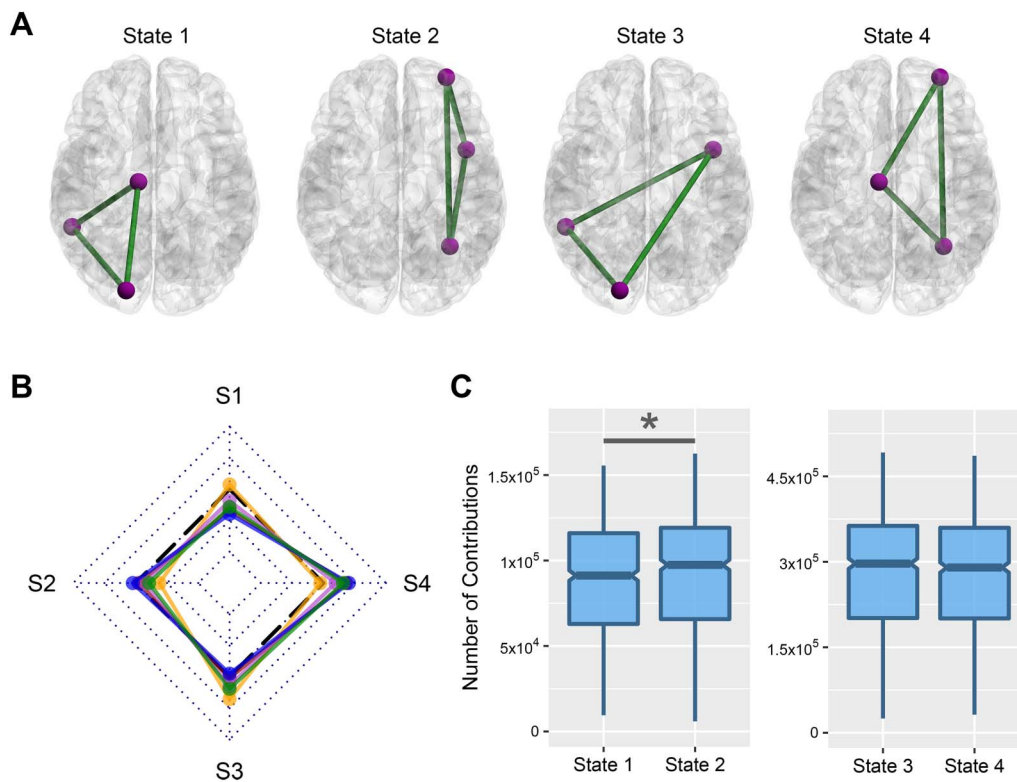 A
State 1
State 2
State 3
State 4
B
S1
S2
S4
S3
C
Number of Contributions
*
1.5x10⁵
1x10⁵
5x10⁴
0
State 1
State 2
4.5x10⁵
3x10⁵
1.5x10⁵
0
State 3
State 4